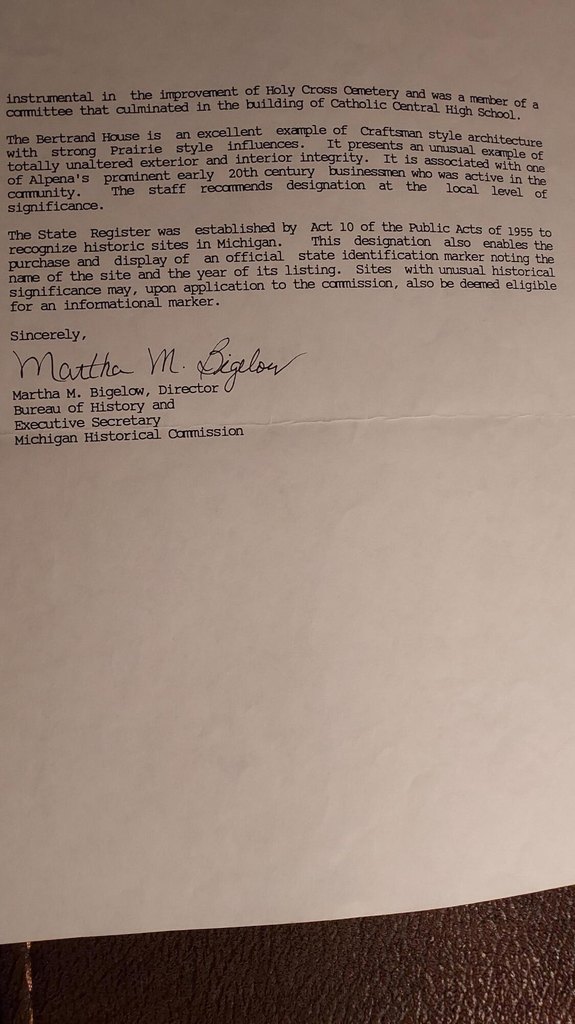 instrumental in the improvement of Holy Cross Cemetery and was a member of a
committee that culminated in the building of Catholic Central High School.
The Bertrand House is an excellent example of Craftsman style architecture
with strong Prairie style influences. It presents an unusual example of
totally unaltered exterior and interior integrity. It is associated with one
of Alpena's prominent early 20th century businessmen who was active in the
community. The staff recommends designation at the local level of
significance.
The State Register was established by Act 10 of the Public Acts of 1955 to
recognize historic sites in Michigan. This designation also enables the
purchase and display of an official state identification marker noting the
name of the site and the year of its listing. Sites with unusual historical
significance may, upon application to the commission, also be deemed eligible
for an informational marker.
Sincerely,
Martha M. Bigelow
Martha M. Bigelow, Director
Bureau of History and
Executive Secretary
Michigan Historical Commission